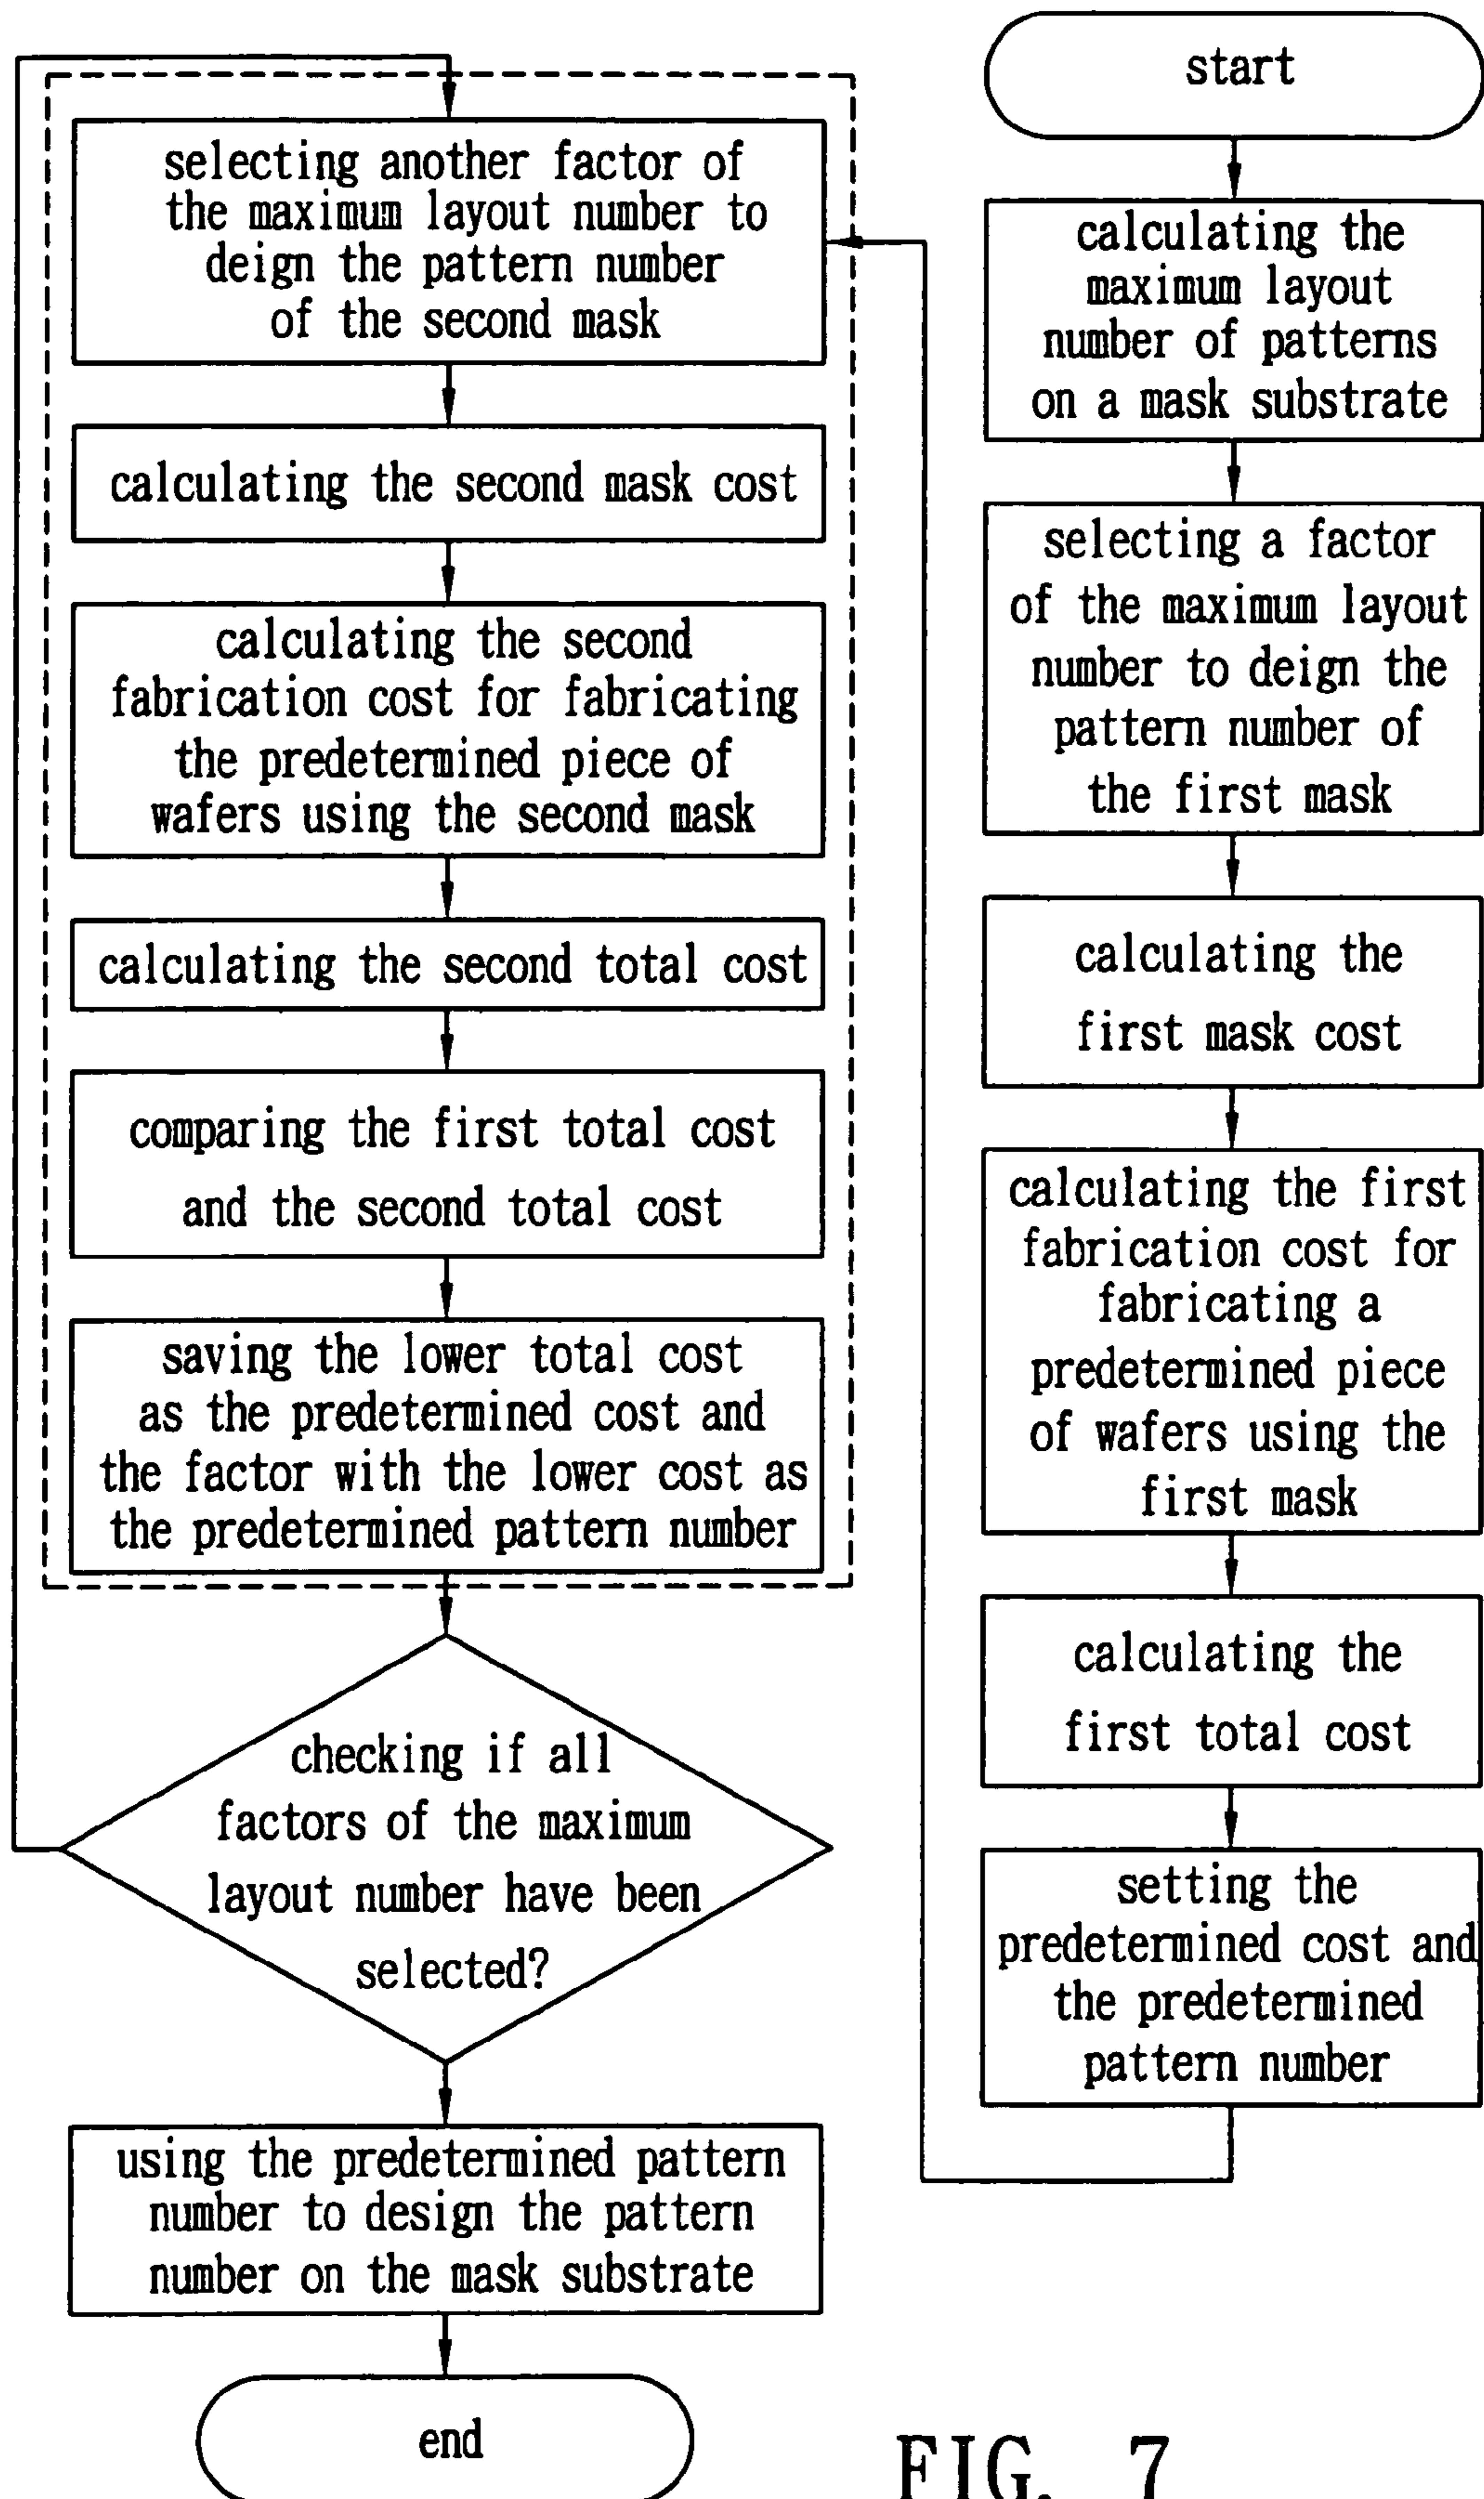 start
calculating the
maximum layout
number of patterns
on a mask substrate
selecting a factor
of the maximum layout
number to deign the
pattern number of
the first mask
calculating the
first mask cost
calculating the first
fabrication cost for
fabricating a
predetermined piece
of wafers using the
first mask
calculating the
first total cost
setting the
predetermined cost and
the predetermined
pattern number
selecting another factor of
the maximum layout number to
deign the pattern number
of the second mask
calculating the second mask cost
calculating the second
fabrication cost for fabricating
the predetermined piece of
wafers using the second mask
calculating the second total cost
comparing the first total cost
and the second total cost
saving the lower total cost
as the predetermined cost and
the factor with the lower cost as
the predetermined pattern number
checking if all
factors of the maximum
layout number have been
selected?
using the predetermined pattern
number to design the pattern
number on the mask substrate
end
FIG. 7